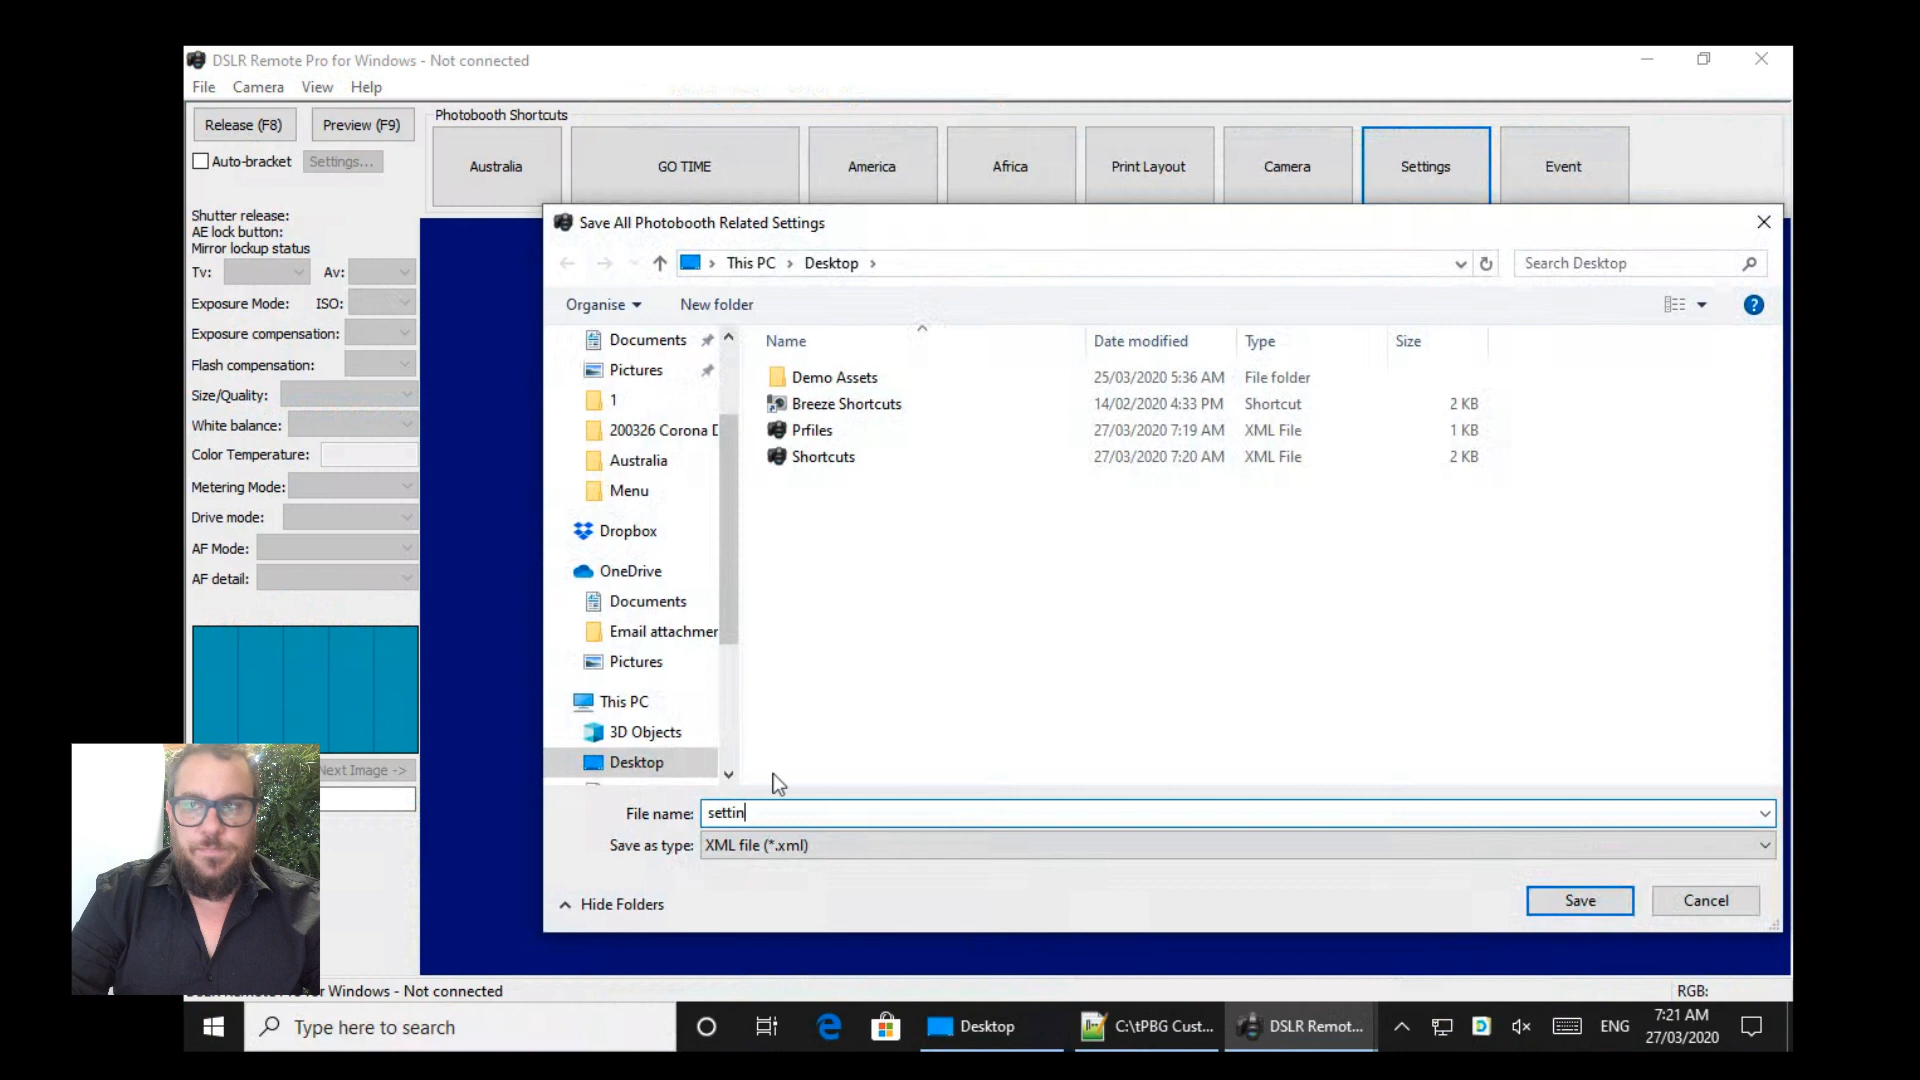 DSLR Remote Pro for Windows - Not connected
File Camera View Help
Release (F8) Preview (F9)
Auto-bracket Settings...
Photobooth Shortcuts
Australia GO TIME America Africa Print Layout Camera Settings Event
Shutter release:
AE lock button:
Mirror lockup status
Tv: Av:
Exposure Mode: ISO:
Exposure compensation:
Flash compensation:
Size/Quality:
White balance:
Color Temperature:
Metering Mode:
Drive mode:
AF Mode:
AF detail:
Next Image ->
Save All Photobooth Related Settings
This PC Desktop
Search Desktop
Organise New folder
Documents
Pictures
1
200326 Corona
Australia
Menu
Dropbox
OneDrive
Documents
Email attachmer
Pictures
This PC
3D Objects
Desktop
Name Date modified Type Size
Demo Assets 25/03/2020 5:36 AM File folder
Breeze Shortcuts 14/02/2020 4:33 PM Shortcut 2 KB
Prfiles 27/03/2020 7:19 AM XML File 1 KB
Shortcuts 27/03/2020 7:20 AM XML File 2 KB
File name: settin
Save as type: XML file (*.xml)
Hide Folders
Save Cancel
for Windows - Not connected
RGB:
Type here to search
Desktop
C:\tPBG Cust...
DSLR Remot...
ENG
7:21 AM
27/03/2020